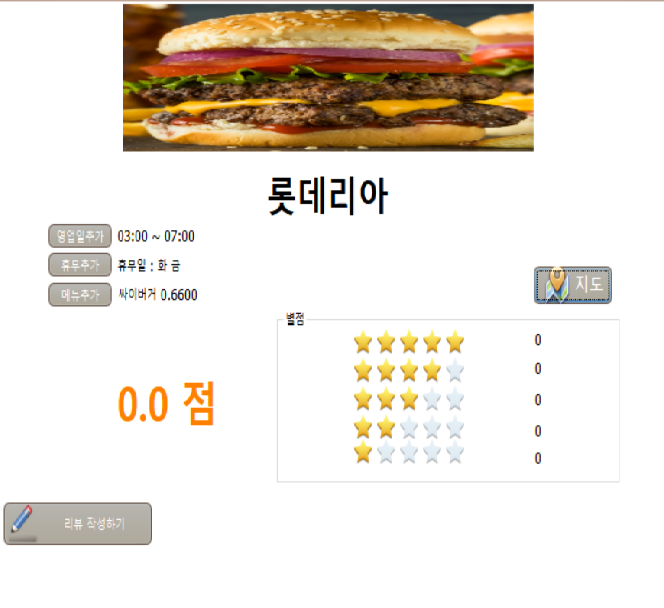 롯데리아
영업일추가 03:00 ~ 07:00
휴무추가 휴무일 : 화 금
메뉴추가 싸이버거 0.6600
지도
별점
0
0
0
0
0
0.0 점
리뷰 작성하기